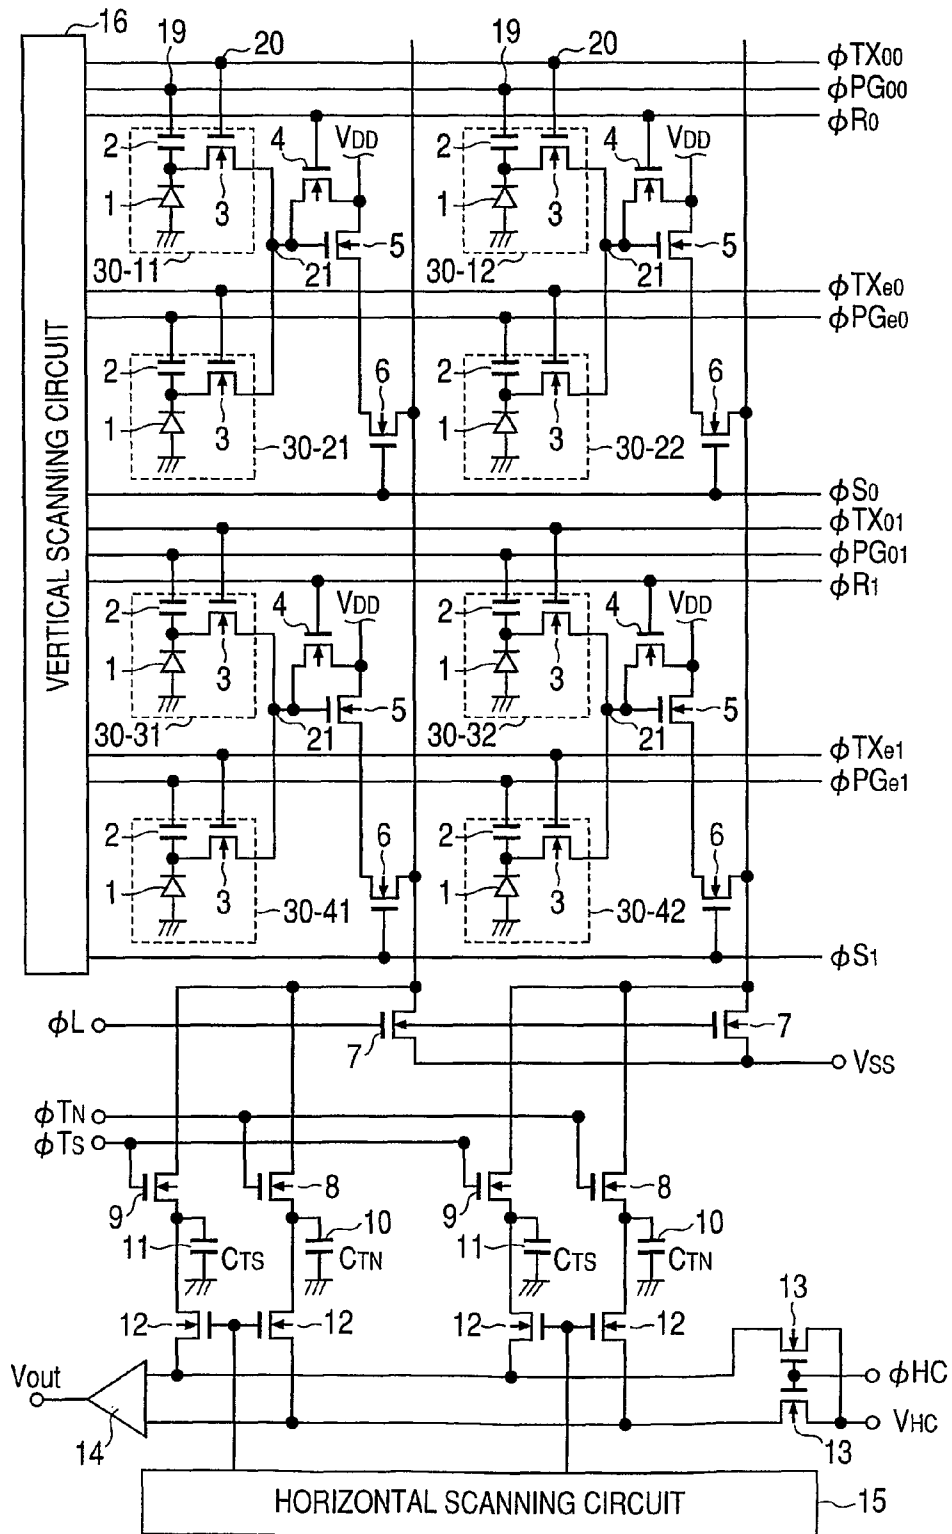 16
19
20
19
20
ϕTX00
ϕPG00
ϕR0
2
4
VDD
2
4
VDD
1
3
5
1
3
5
30-11
21
30-12
21
ϕTXe0
ϕPGe0
2
6
2
6
1
3
30-21
1
3
30-22
ϕS0
ϕTX01
ϕPG01
ϕR1
VERTICAL SCANNING CIRCUIT
2
4
VDD
2
4
VDD
1
3
5
1
3
5
30-31
21
30-32
21
ϕTXe1
ϕPGe1
2
6
2
6
1
3
30-41
1
3
30-42
ϕS1
ϕL
7
7
VSS
ϕTN
ϕTS
9
8
9
8
11
CTS
10
CTN
11
CTS
10
CTN
12
12
12
12
13
Vout
ϕHC
14
VHC
13
HORIZONTAL SCANNING CIRCUIT
15